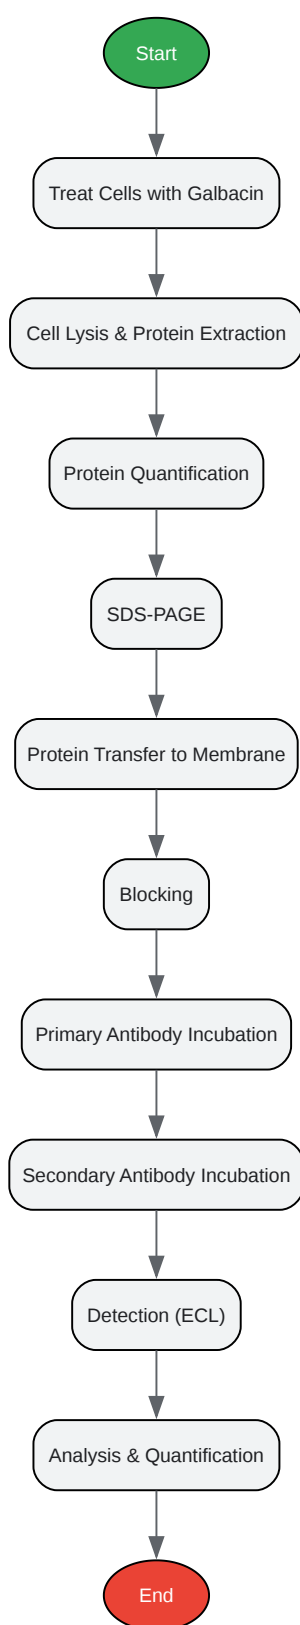 Start
Treat Cells with Galbacin
Cell Lysis & Protein Extraction
Protein Quantification
SDS-PAGE
Protein Transfer to Membrane
Blocking
Primary Antibody Incubation
Secondary Antibody Incubation
Detection (ECL)
Analysis & Quantification
End